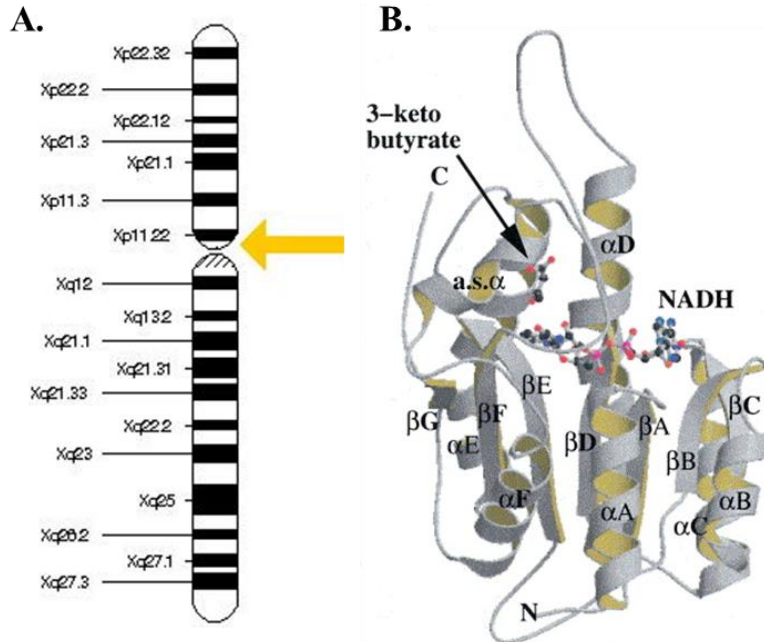 A.
Xp22.32
Xp22.2
Xp22.12
Xp21.3
Xp21.1
Xp11.3
Xp11.22
Xq12
Xq13.2
Xq21.1
Xq21.31
Xq21.33
Xq22.2
Xq23
Xq25
Xq26.2
Xq27.1
Xq27.3
B.
3-keto
butyrate
C
αD
a.s.α
NADH
βE
βC
βG
βF
βA
αE
βD
βB
αF
αA
αC
αB
N